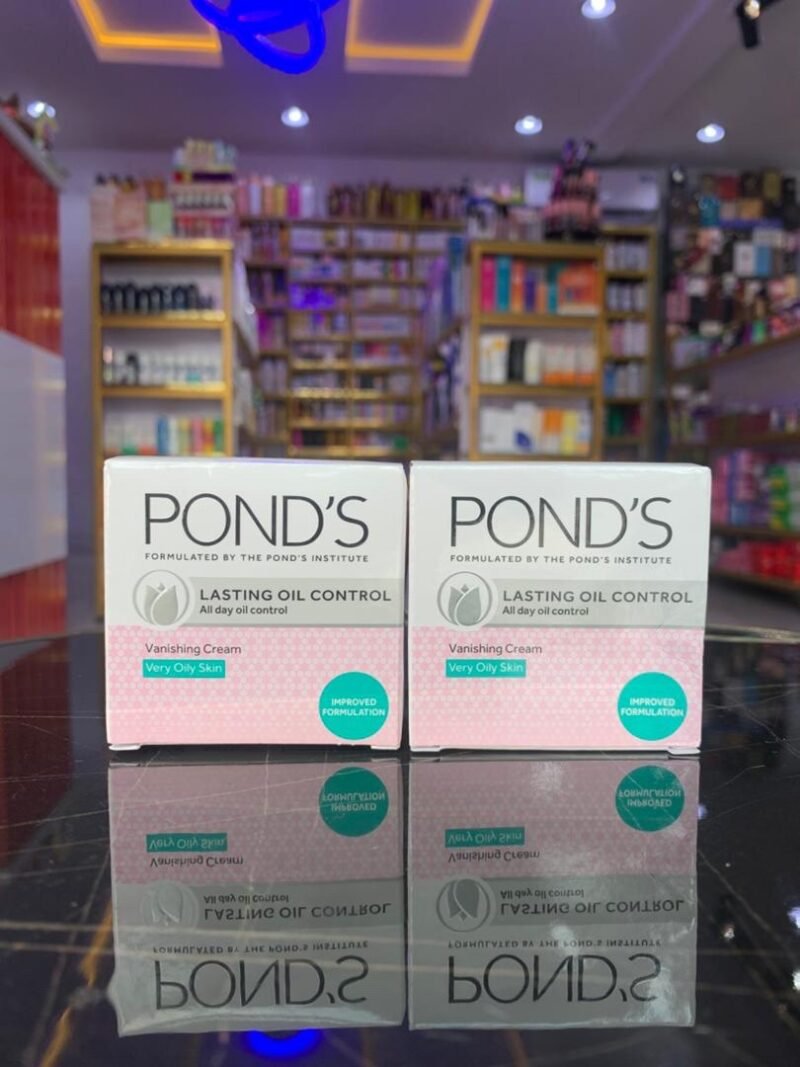 POND'S
FORMULATED BY THE POND'S INSTITUTE
LASTING OIL CONTROL
All day oil control
Vanishing Cream
Very Oily Skin
IMPROVED
FORMULATION
POND'S
FORMULATED BY THE POND'S INSTITUTE
LASTING OIL CONTROL
All day oil control
Vanishing Cream
Very Oily Skin
IMPROVED
FORMULATION